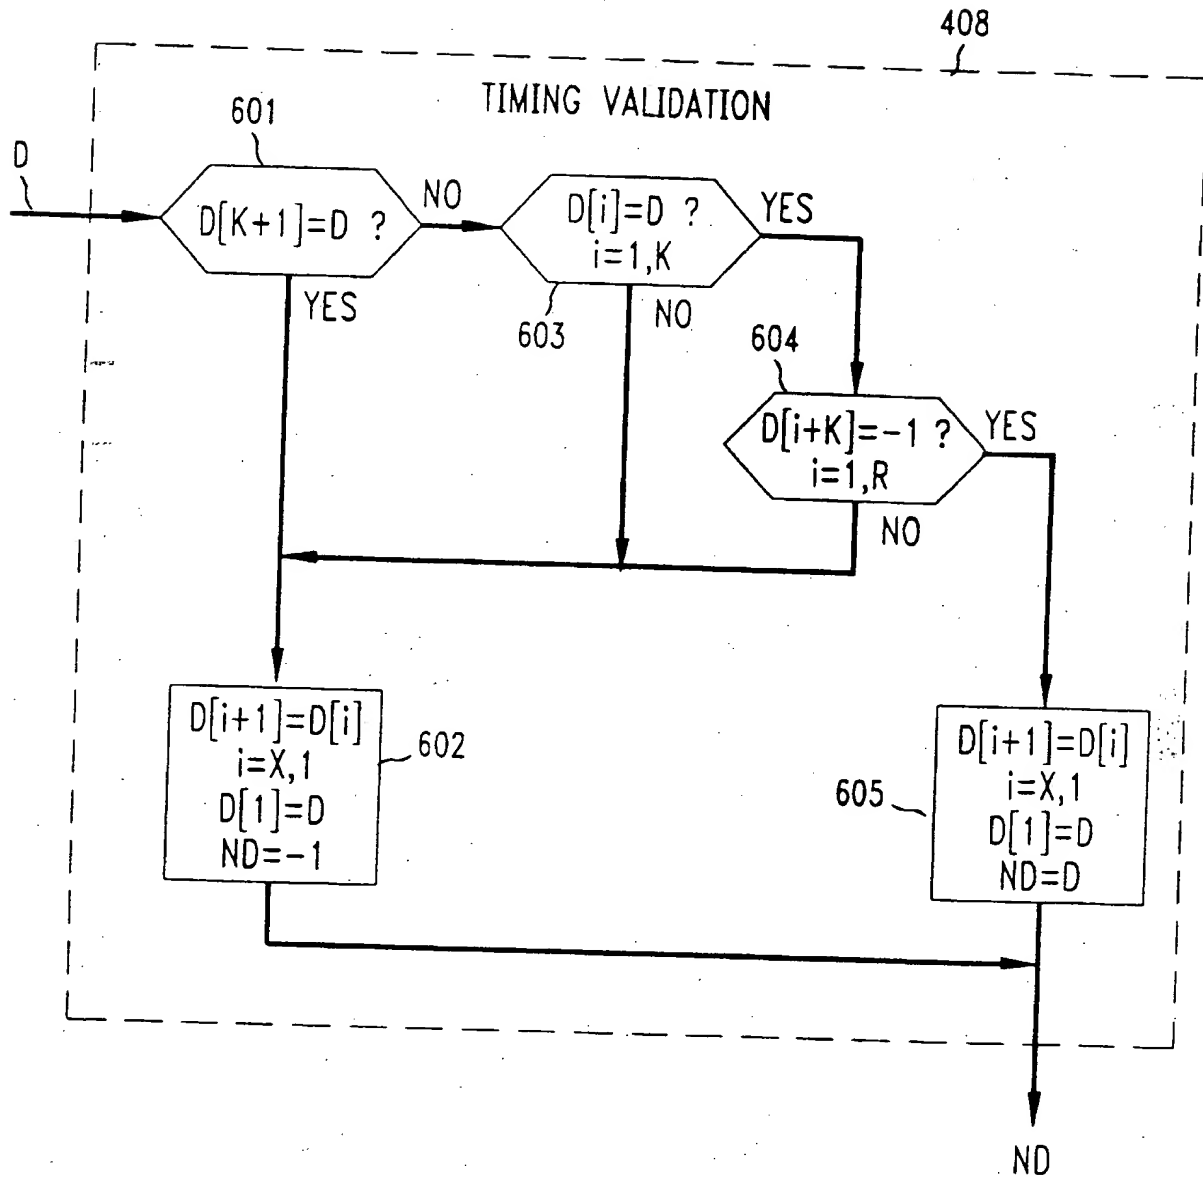 408
TIMING VALIDATION
601
D
D[K+1]=D ?
NO
D[i]=D ?
i=1,K
YES
YES
603
NO
604
D[i+K]=-1 ?
i=1,R
YES
NO
D[i+1]=D[i]
i=X,1
D[1]=D
ND=-1
602
605
D[i+1]=D[i]
i=X,1
D[1]=D
ND=D
ND